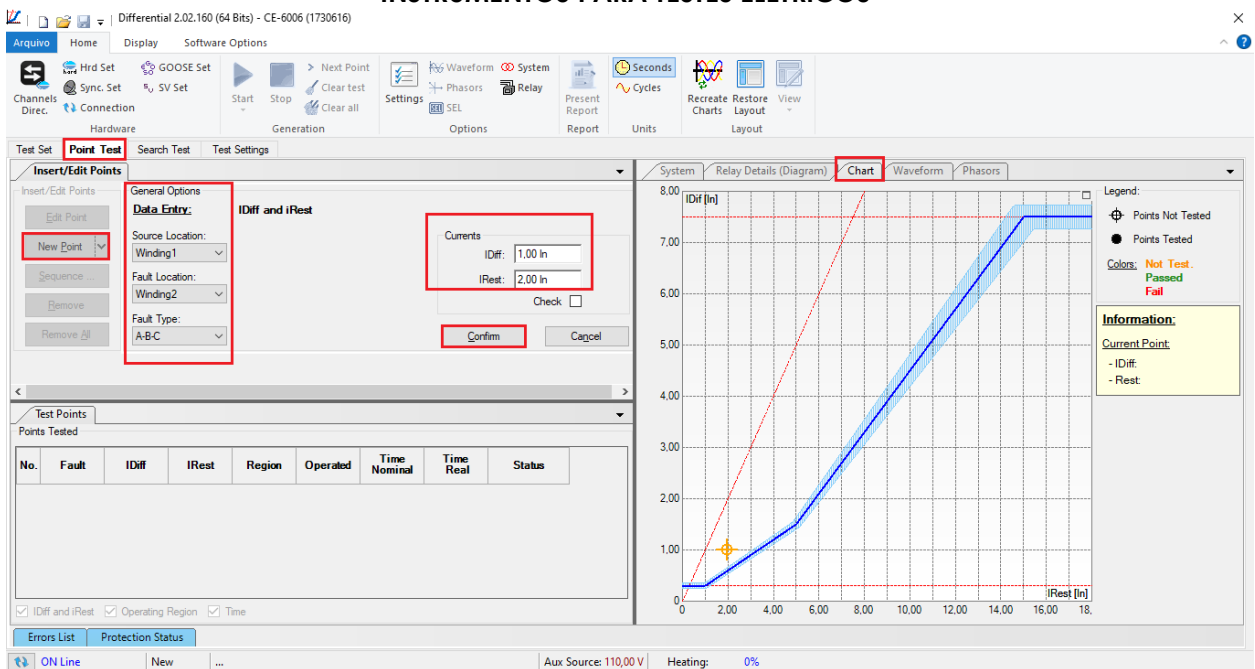 INSTRUMENTOS PARA TESTES ELÉTRICOS
Differential 2.02.160 (64 Bits) - CE-6006 (1730616)
Arquivo Home Display Software Options
Channels Direc.
Hrd Set
Sync. Set
Connection
GOOSE Set
SV Set
Hardware
Start
Stop
Next Point
Clear test
Clear all
Generation
Settings
Waveform
Phasors
SEL
System
Relay
Options
Present Report
Report
Seconds
Cycles
Units
Recreate Charts
Restore Layout
View
Layout
Test Set Point Test Search Test Test Settings
Insert/Edit Points
Insert/Edit Points
Edit Point
New Point
Sequence ...
Remove
Remove All
General Options
Data Entry: IDiff and iRest
Source Location:
Winding1
Fault Location:
Winding2
Fault Type:
A-B-C
Currents
IDiff: 1,00 In
IRest: 2,00 In
Check
Confirm Cancel
Test Points
Points Tested
No. Fault IDiff IRest Region Operated Time Nominal Time Real Status
IDiff and iRest Operating Region Time
System Relay Details (Diagram) Chart Waveform Phasors
IDif [In]
8,00
7,00
6,00
5,00
4,00
3,00
2,00
1,00
0
0 2,00 4,00 6,00 8,00 10,00 12,00 14,00 16,00 18,
IRest [In]
Legend:
Points Not Tested
Points Tested
Colors: Not Test.
Passed
Fail
Information:
Current Point:
- IDiff:
- Rest:
Errors List Protection Status
ON Line New ... Aux Source: 110,00 V Heating: 0%